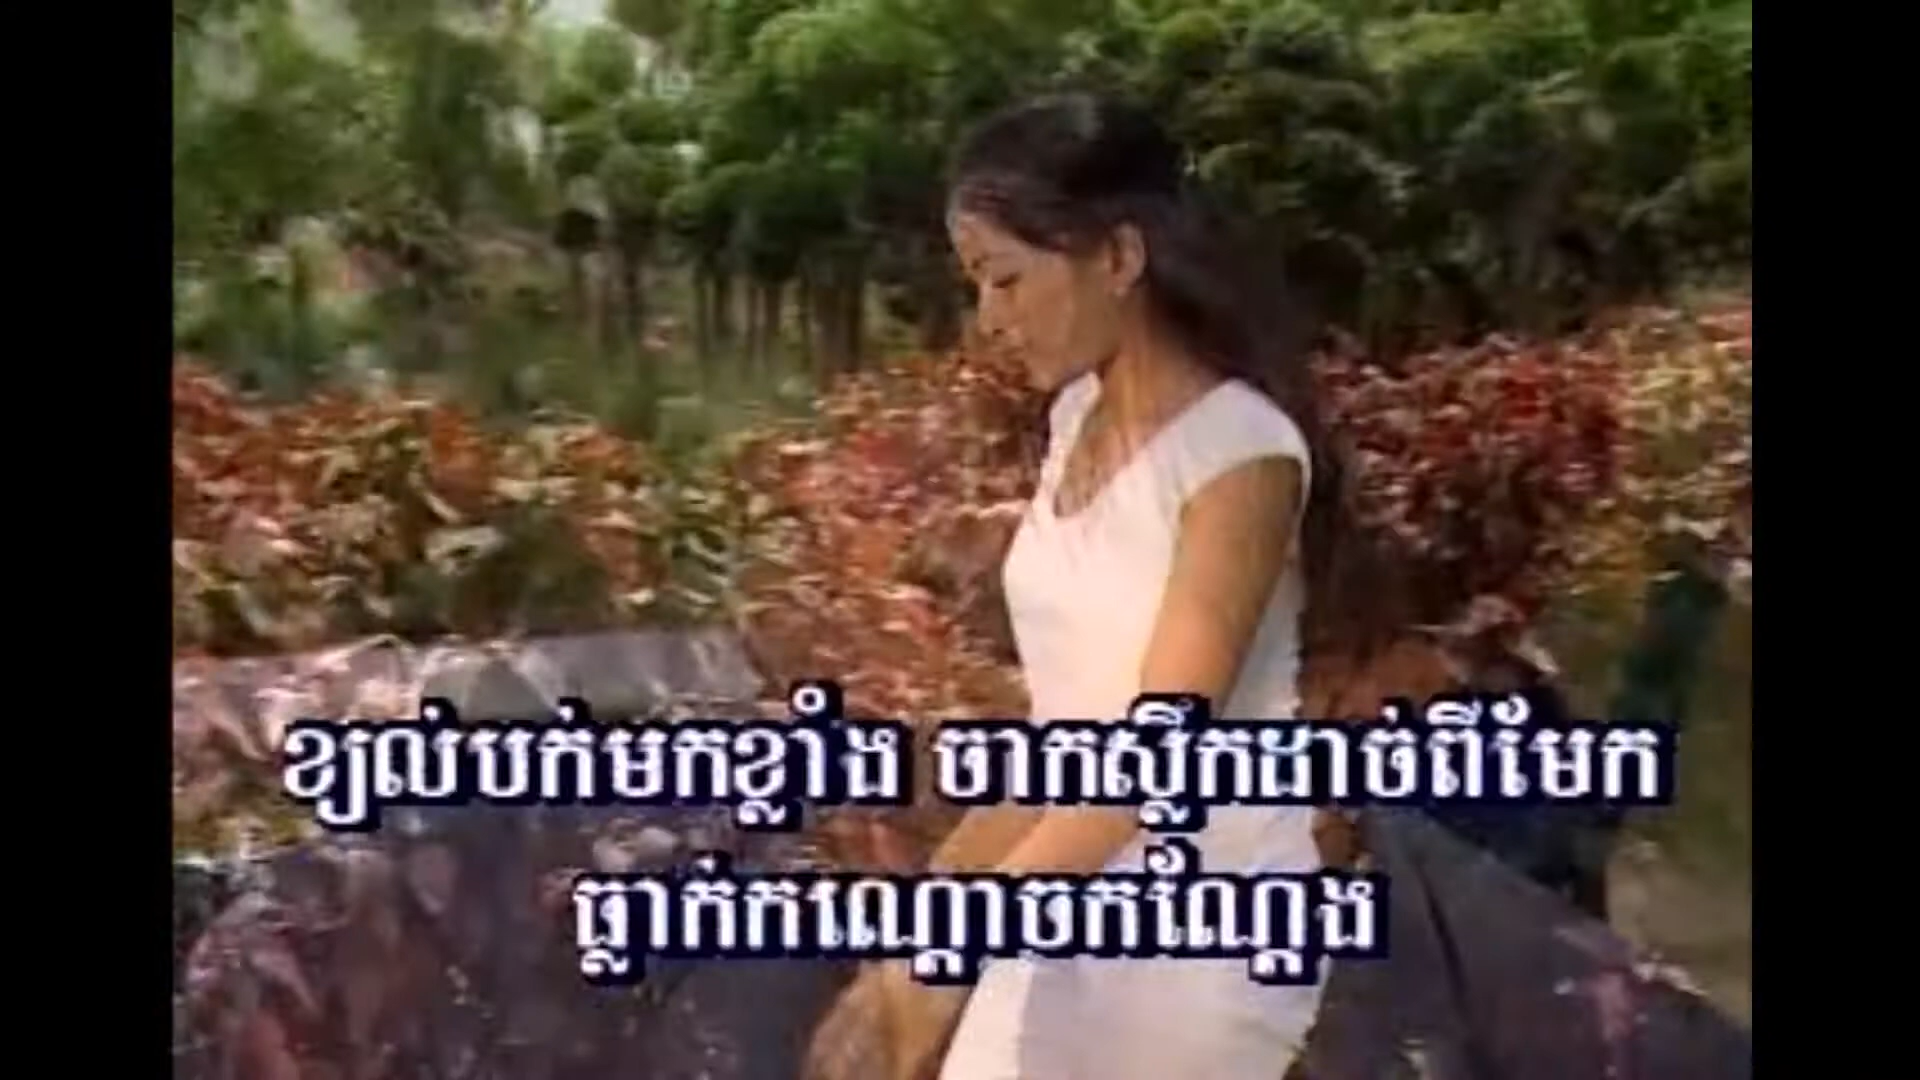 ខ្យល់បក់មកខ្លាំង ចាកស្លឹកដាច់ពីមែក
ធ្លាក់កណ្ដោចកណ្ដែង